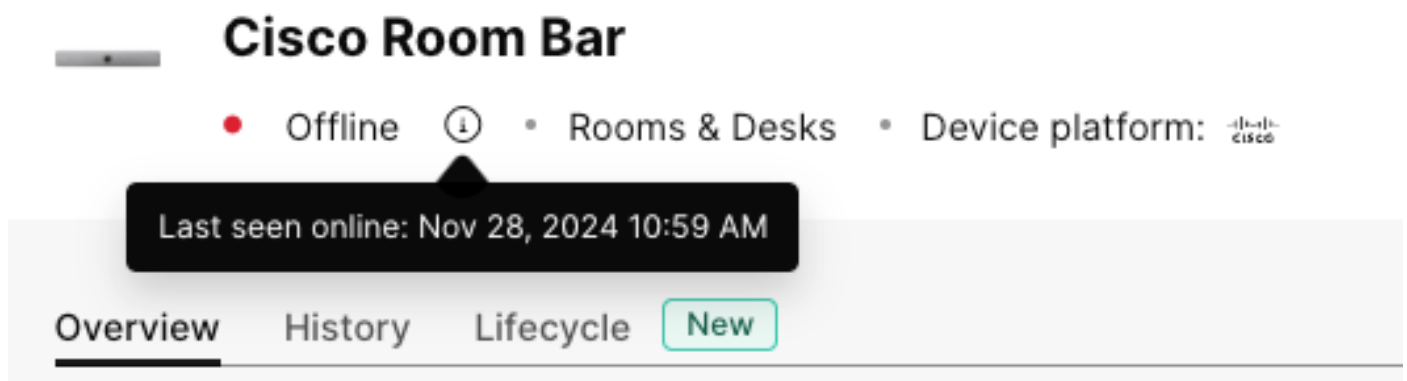 Cisco Room Bar
Offline • Rooms & Desks • Device platform: CISCO
Last seen online: Nov 28, 2024 10:59 AM
Overview History Lifecycle New